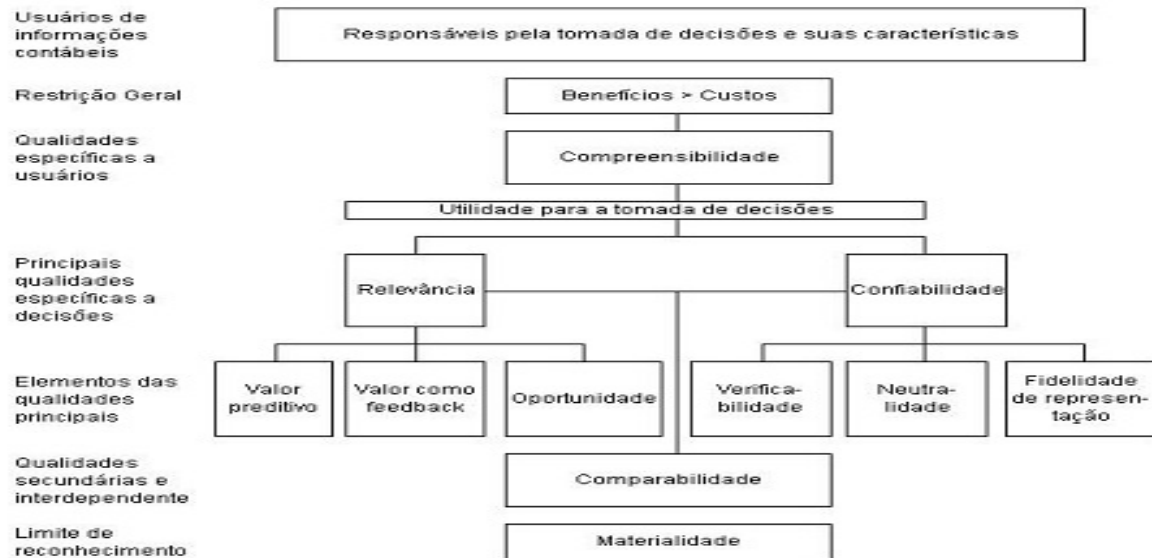 Usuários de
informações
contábeis
Responsáveis pela tomada de decisões e suas características
Restrição Geral
Benefícios > Custos
Qualidades
específicas a
usuários
Compreensibilidade
Utilidade para a tomada de decisões
Principais
qualidades
específicas a
decisões
Relevância
Confiabilidade
Elementos das
qualidades
principais
Valor
preditivo
Valor como
feedback
Oportunidade
Verifica-
bilidade
Neutra-
lidade
Fidelidade
de represen-
tação
Qualidades
secundárias e
interdependente
Comparabilidade
Limite de
reconhecimento
Materialidade